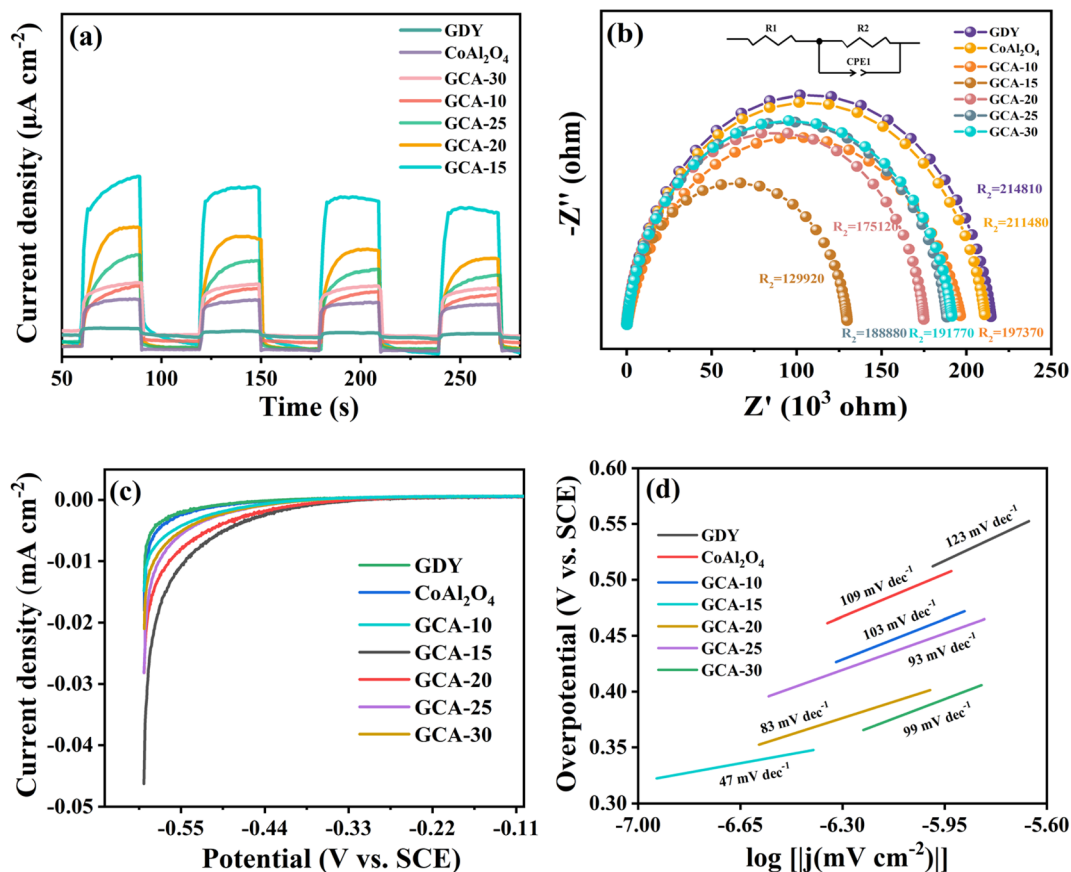 (a)
GDY
CoAl₂O₄
GCA-30
GCA-10
GCA-25
GCA-20
GCA-15
Current density (μA cm⁻²)
50 100 150 200 250
Time (s)
(b)
R1 R2
CPE1
GDY
CoAl₂O₄
GCA-10
GCA-15
GCA-20
GCA-25
GCA-30
-Z'' (ohm)
R₂=214810
R₂=175120
R₂=211480
R₂=129920
R₂=188880 R₂=191770 R₂=197370
0 50 100 150 200 250
Z' (10³ ohm)
(c)
0.00
-0.01
-0.02
-0.03
-0.04
-0.05
Current density (mA cm⁻²)
GDY
CoAl₂O₄
GCA-10
GCA-15
GCA-20
GCA-25
GCA-30
-0.55 -0.44 -0.33 -0.22 -0.11
Potential (V vs. SCE)
(d)
0.60
0.55
0.50
0.45
0.40
0.35
0.30
Overpotential (V vs. SCE)
GDY
CoAl₂O₄
GCA-10
GCA-15
GCA-20
GCA-25
GCA-30
123 mV dec⁻¹
109 mV dec⁻¹
103 mV dec⁻¹
93 mV dec⁻¹
83 mV dec⁻¹
99 mV dec⁻¹
47 mV dec⁻¹
-7.00 -6.65 -6.30 -5.95 -5.60
log [|j(mV cm⁻²)|]